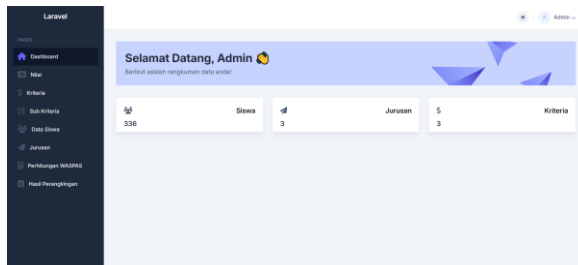 Laravel
Admin
PAGES
Dashboard
Nilai
Kriteria
Sub Kriteria
Data Siswa
Jurusan
Perhitungan WASPAS
Hasil Perangkingan
Selamat Datang, Admin
Berikut adalah rangkuman data anda!
Siswa
336
Jurusan
3
Kriteria
3